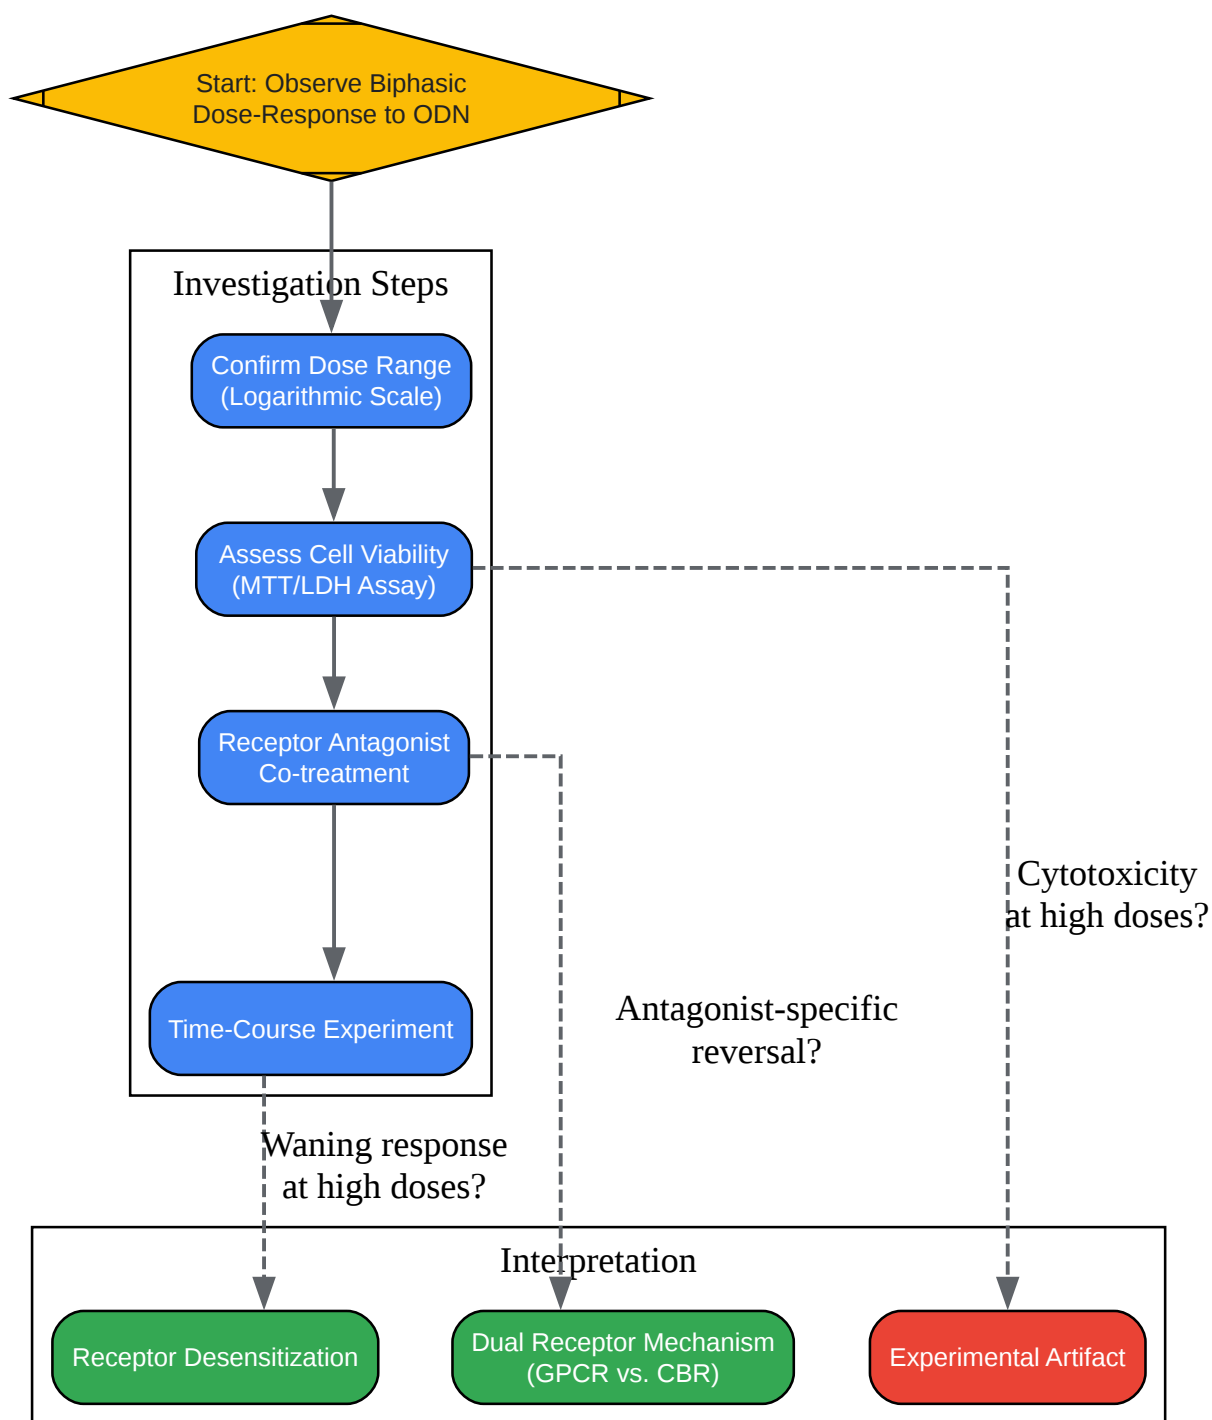 Start: Observe Biphasic
Dose-Response to ODN
Investigation Steps
Confirm Dose Range
(Logarithmic Scale)
Assess Cell Viability
(MTT/LDH Assay)
Receptor Antagonist
Co-treatment
Cytotoxicity
at high doses?
Antagonist-specific
reversal?
Time-Course Experiment
Waning response
at high doses?
Interpretation
Receptor Desensitization
Dual Receptor Mechanism
(GPCR vs. CBR)
Experimental Artifact